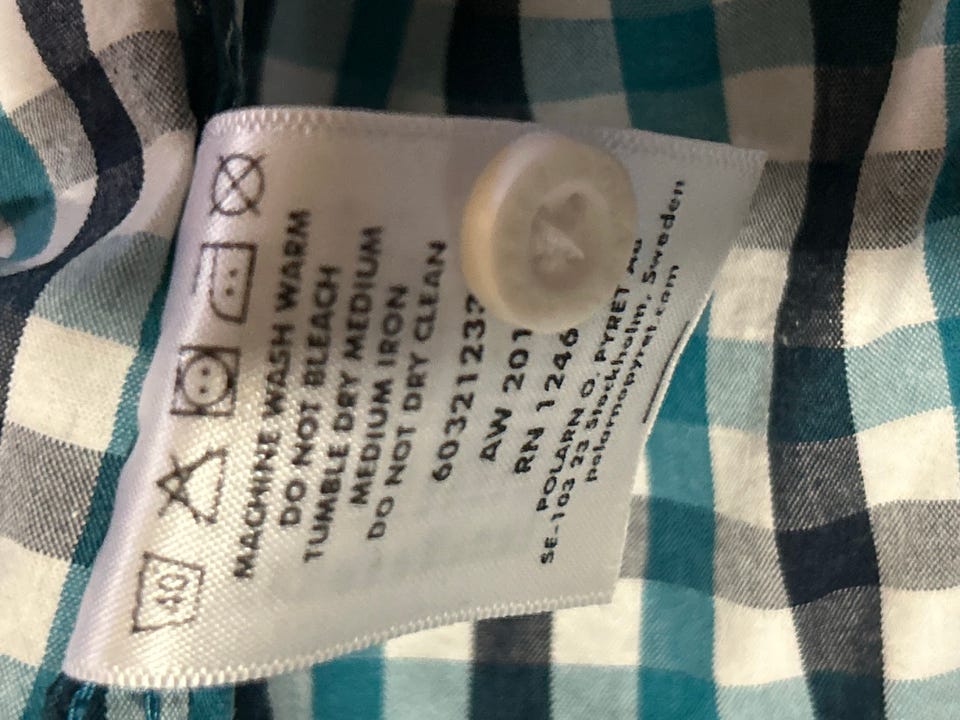 40
MACHINE WASH WARM
DO NOT BLEACH
TUMBLE DRY MEDIUM
MEDIUM IRON
DO NOT DRY CLEAN
6032123
AW 201
RN 1246
POLARN O. PYRET AB
SE-103 23 Stockholm, Sweden
polarnopyret.com